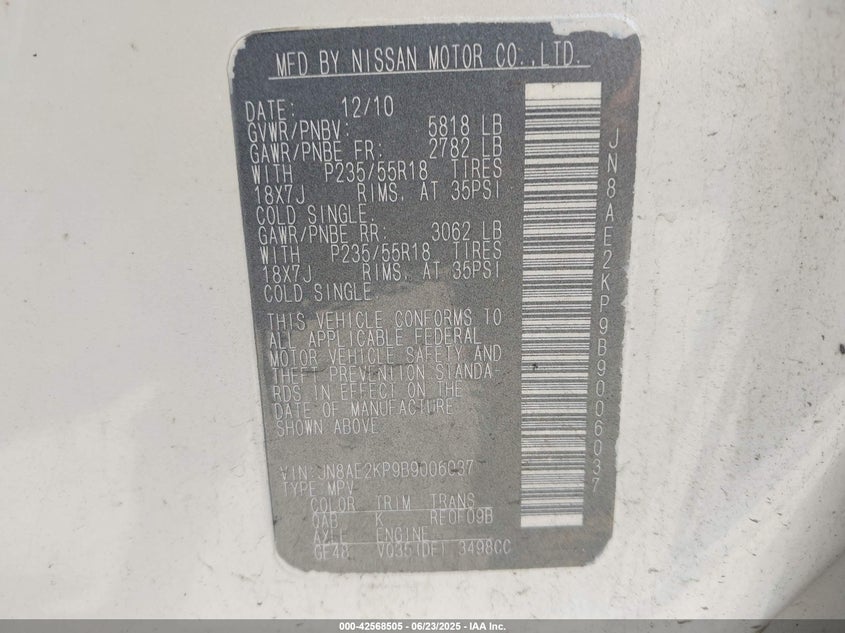 MFD BY NISSAN MOTOR CO.,LTD.
DATE: 12/10
GVWR/PNBV: 5818 LB
GAWR/PNBE FR: 2782 LB
WITH P235/55R18 TIRES
18X7J RIMS, AT 35PSI
COLD SINGLE.
GAWR/PNBE RR: 3062 LB
WITH P235/55R18 TIRES
18X7J RIMS, AT 35PSI
COLD SINGLE.
THIS VEHICLE CONFORMS TO
ALL APPLICABLE FEDERAL
MOTOR VEHICLE SAFETY AND
THEFT PREVENTION STANDA-
RDS IN EFFECT ON THE
DATE OF MANUFACTURE
SHOWN ABOVE.
VIN:JN8AE2KP9B9006037
TYPE:MPV
COLOR TRIM TRANS
QAB K RE0F09B
AXLE ENGINE
GF48 VQ35(DE) 3498CC
JN8AE2KP9B9006037
000-42568505 - 06/23/2025 - IAA Inc.